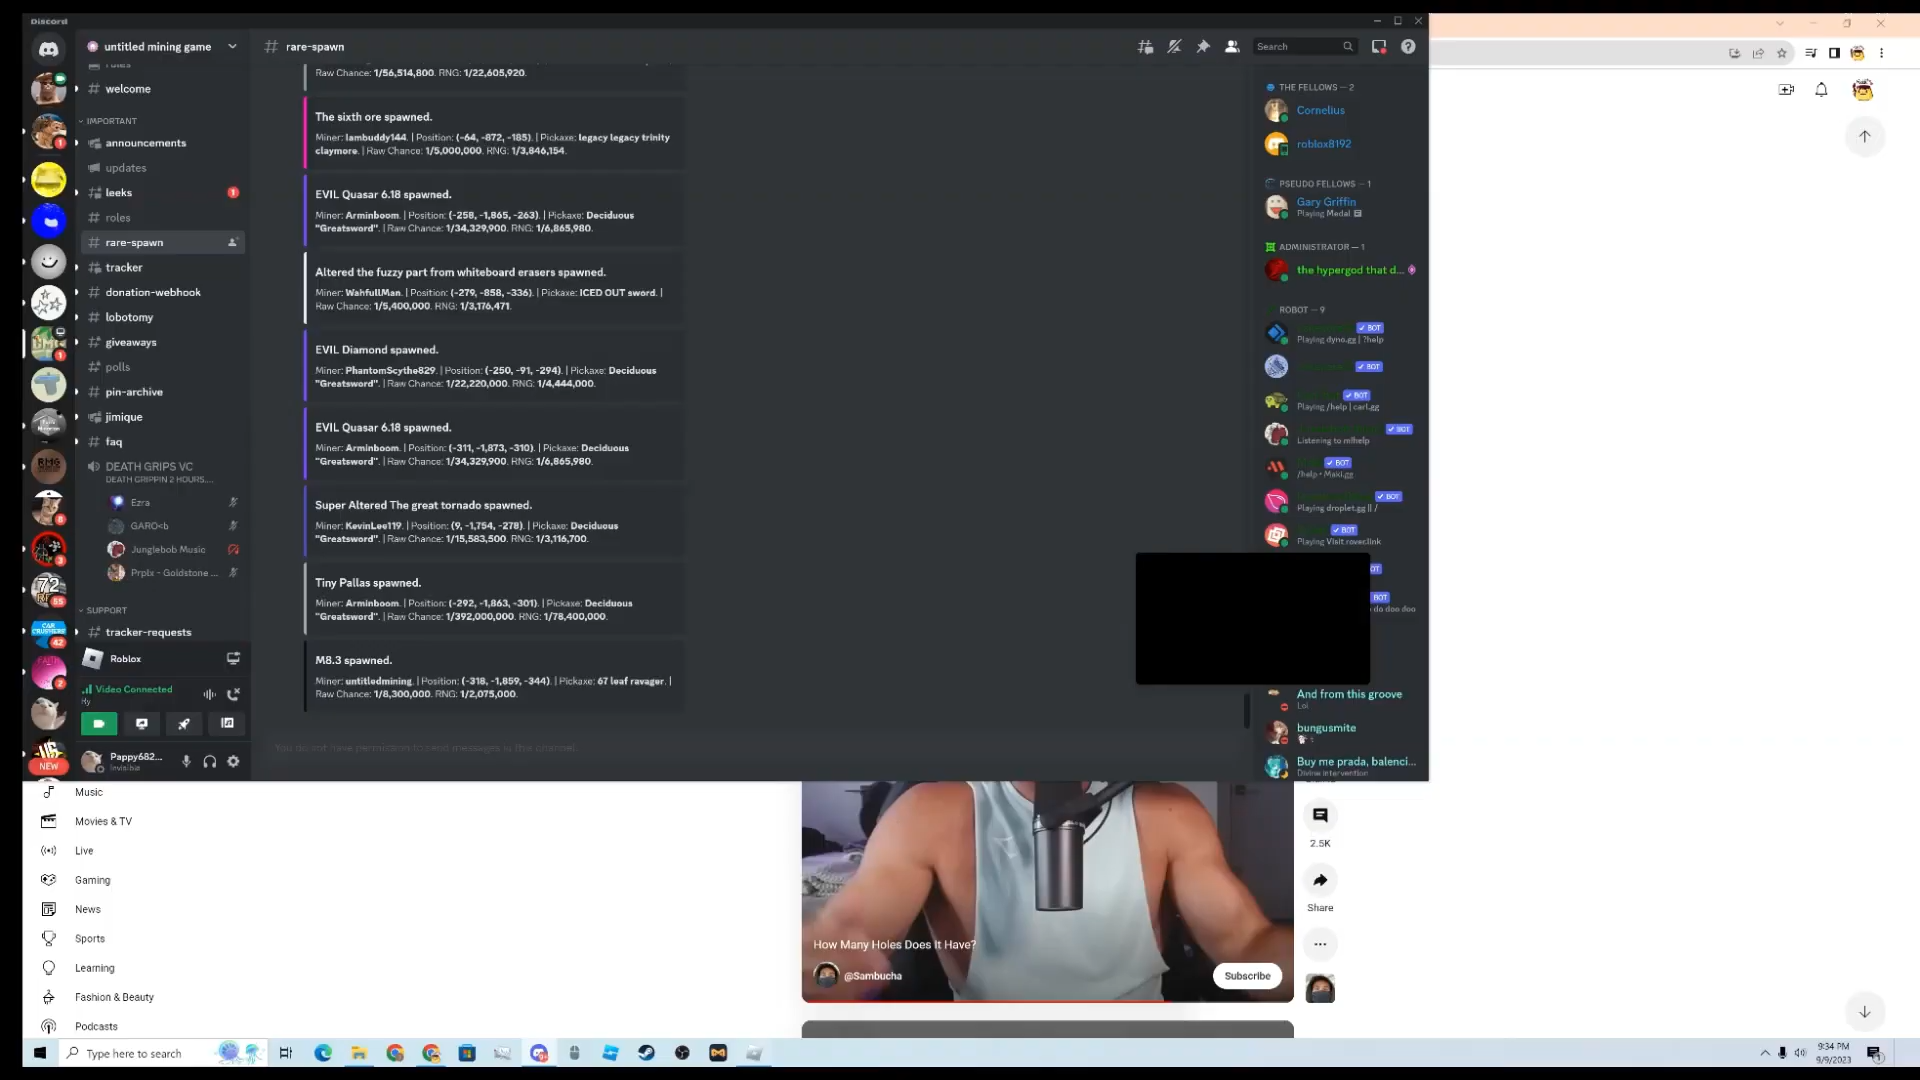 Discord
untitled mining game
# rare-spawn
Search
rules
welcome
IMPORTANT
announcements
updates
leeks
1
roles
rare-spawn
tracker
donation-webhook
lobotomy
giveaways
polls
pin-archive
jimique
faq
DEATH GRIPS VC
DEATH GRIPPIN 2 HOURS....
Ezra
GARO<b
Junglebob Music
Prplx - Goldstone ...
SUPPORT
tracker-requests
Roblox
Video Connected
Ry
Pappy682...
Invisible
NEW
Raw Chance: 1/56,514,800. RNG: 1/22,605,920.
The sixth ore spawned.
Miner: Iambuddy144. | Position: (-64, -872, -185). | Pickaxe: legacy legacy trinity
claymore. | Raw Chance: 1/5,000,000. RNG: 1/3,846,154.
EVIL Quasar 6.18 spawned.
Miner: Arminboom. | Position: (-258, -1,865, -263). | Pickaxe: Deciduous
"Greatsword". | Raw Chance: 1/34,329,900. RNG: 1/6,865,980.
Altered the fuzzy part from whiteboard erasers spawned.
Miner: WahfullMan. | Position: (-279, -858, -336). | Pickaxe: ICED OUT sword. |
Raw Chance: 1/5,400,000. RNG: 1/3,176,471.
EVIL Diamond spawned.
Miner: PhantomScythe829. | Position: (-250, -91, -294). | Pickaxe: Deciduous
"Greatsword". | Raw Chance: 1/22,220,000. RNG: 1/4,444,000.
EVIL Quasar 6.18 spawned.
Miner: Arminboom. | Position: (-311, -1,873, -310). | Pickaxe: Deciduous
"Greatsword". | Raw Chance: 1/34,329,900. RNG: 1/6,865,980.
Super Altered The great tornado spawned.
Miner: KevinLee119. | Position: (9, -1,754, -278). | Pickaxe: Deciduous
"Greatsword". | Raw Chance: 1/15,583,500. RNG: 1/3,116,700.
Tiny Pallas spawned.
Miner: Arminboom. | Position: (-292, -1,863, -301). | Pickaxe: Deciduous
"Greatsword". | Raw Chance: 1/392,000,000. RNG: 1/78,400,000.
M8.3 spawned.
Miner: untitledmining. | Position: (-318, -1,859, -344). | Pickaxe: 67 leaf ravager. |
Raw Chance: 1/8,300,000. RNG: 1/2,075,000.
You do not have permission to send messages in this channel.
THE FELLOWS — 2
Cornelius
roblox8192
PSEUDO FELLOWS — 1
Gary Griffin
Playing Medal
ADMINISTRATOR — 1
the hypergod that d...
ROBOT — 9
BOT
Playing dyno.gg | ?help
BOT
BOT
Playing /help | carl.gg
BOT
Listening to m!help
BOT
/help • Maki.gg
BOT
Playing droplet.gg || /
BOT
Playing Visit rover.link
BOT
BOT
do doo doo
And from this groove
Lol
bungusmite
Buy me prada, balenci...
Divine intervention
Music
Movies & TV
Live
Gaming
News
Sports
Learning
Fashion & Beauty
Podcasts
How Many Holes Does It Have?
@Sambucha
Subscribe
2.5K
Share
Type here to search
9:34 PM
9/9/2023